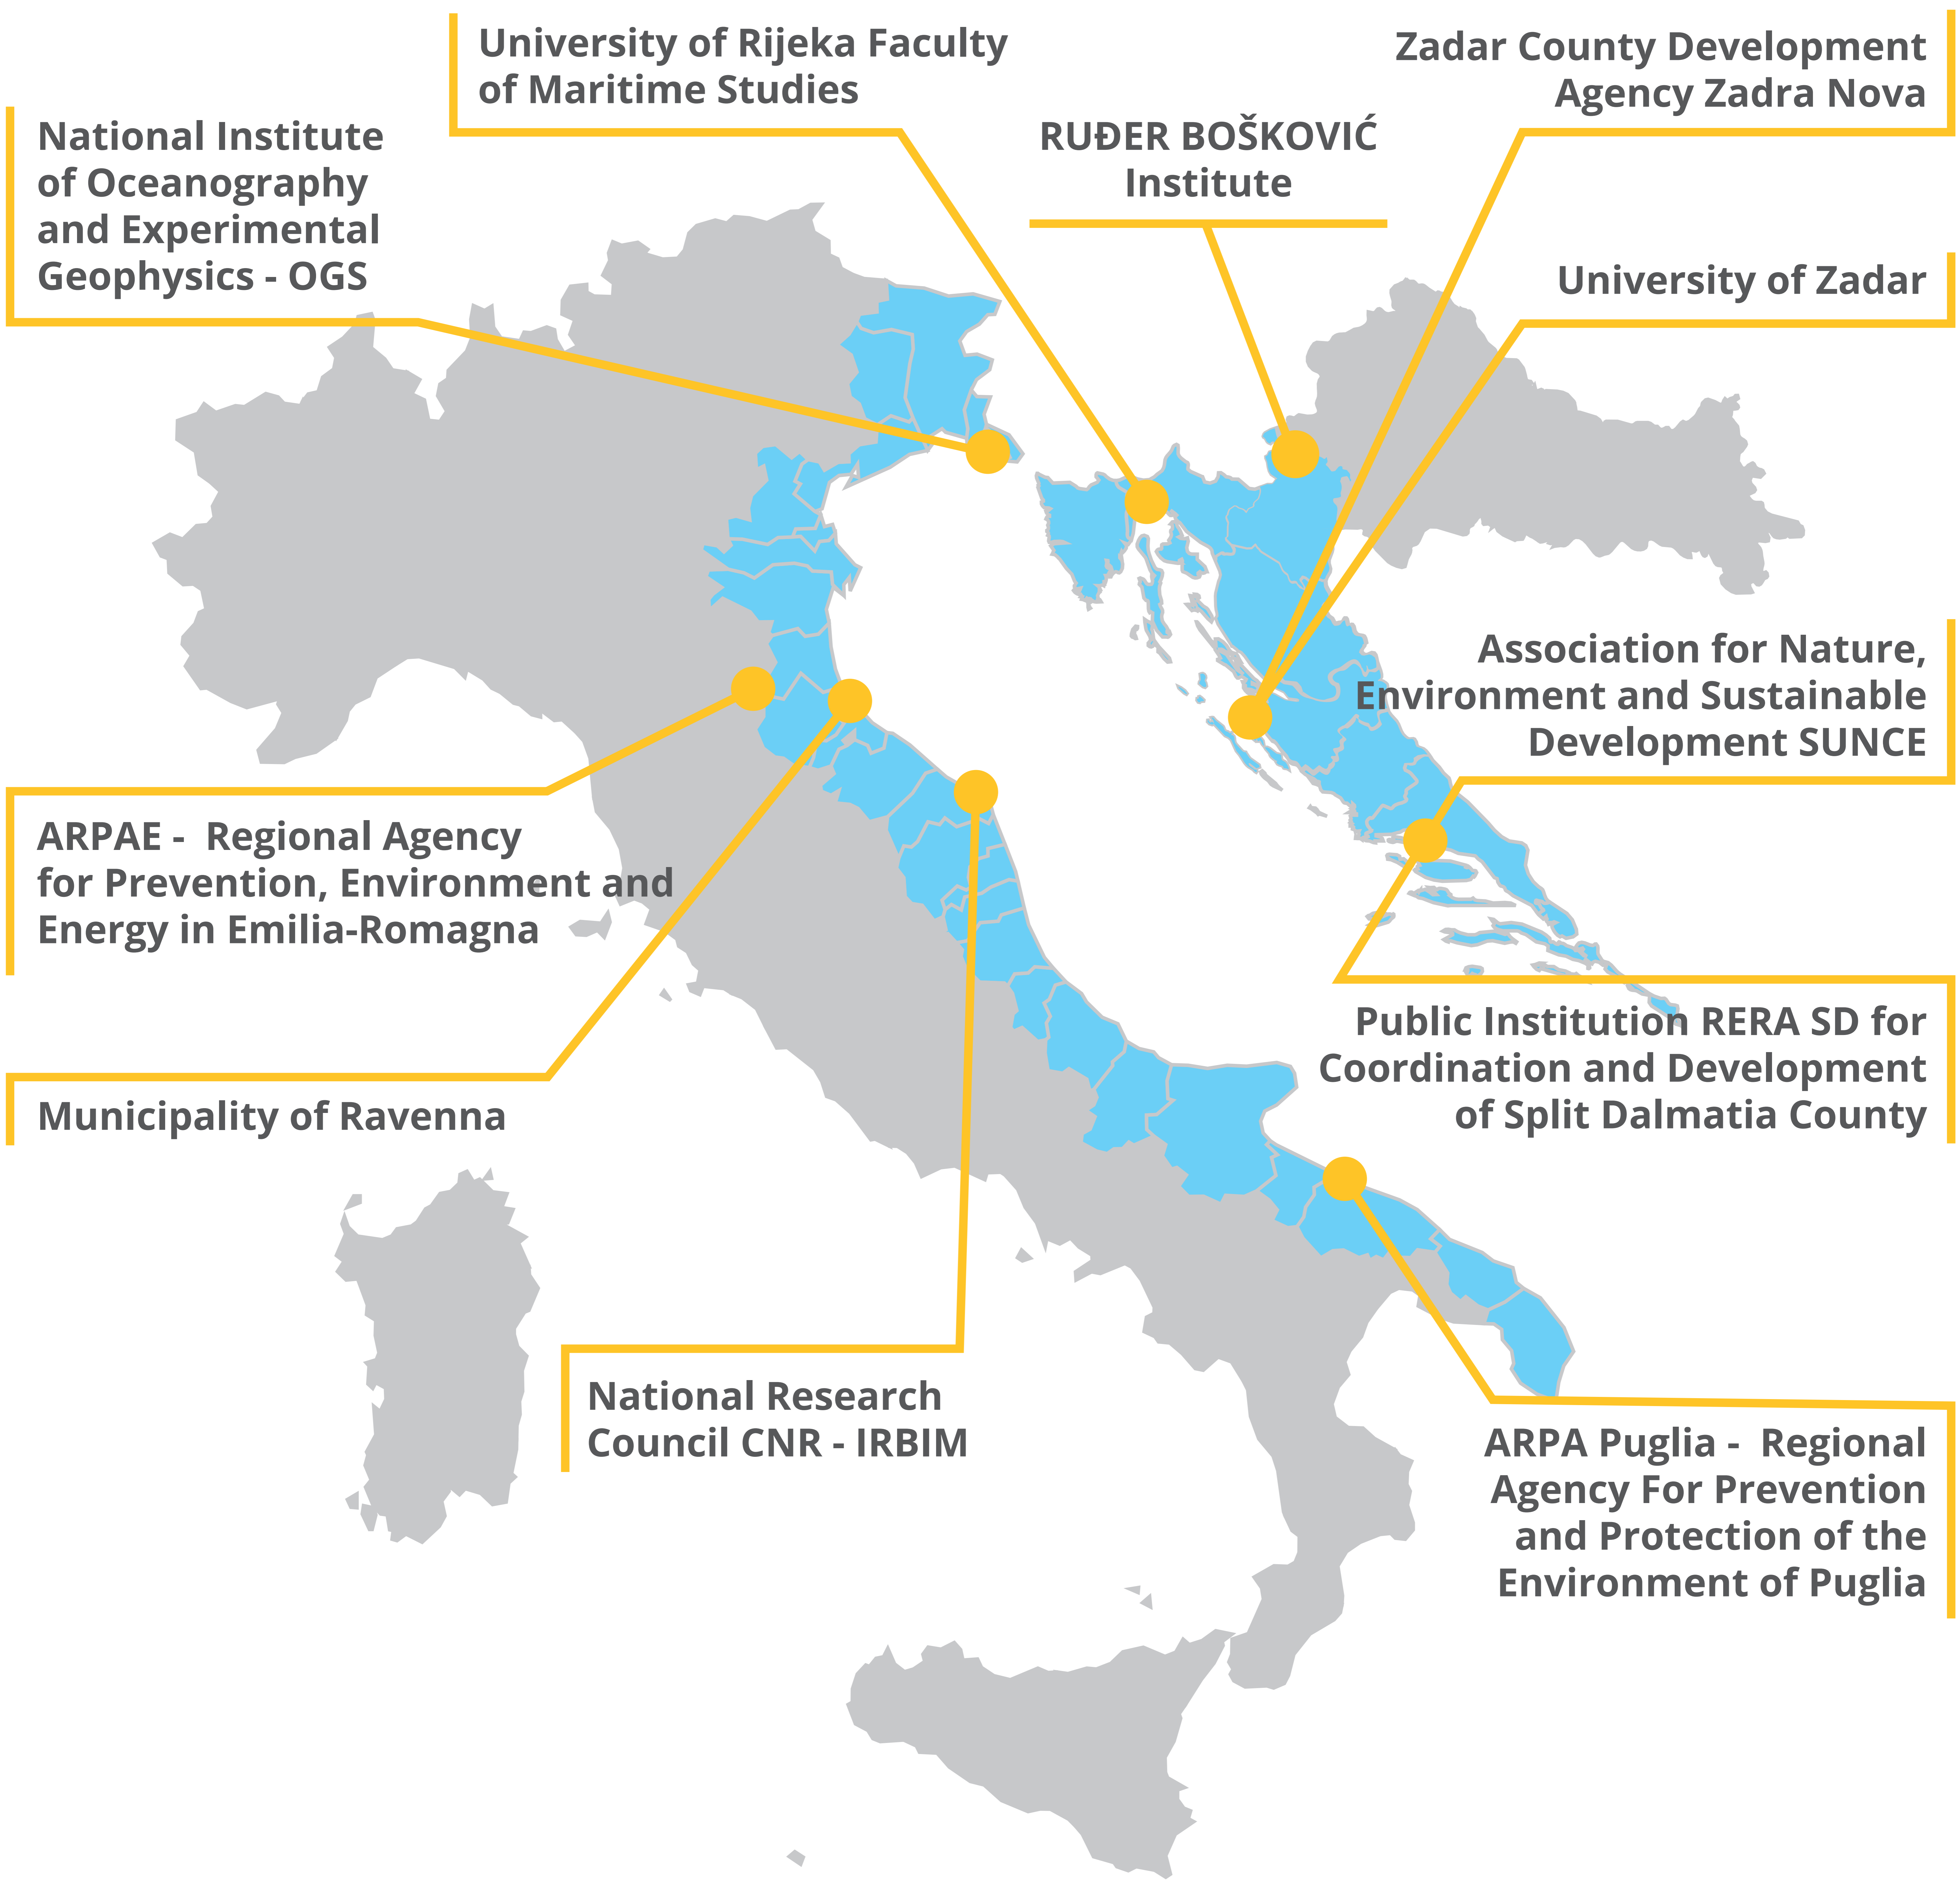 University of Rijeka Faculty
of Maritime Studies
Zadar County Development
Agency Zadra Nova
National Institute
of Oceanography
and Experimental
Geophysics - OGS
RUĐER BOŠKOVIĆ
Institute
University of Zadar
Association for Nature,
Environment and Sustainable
Development SUNCE
ARPAE -  Regional Agency
for Prevention, Environment and
Energy in Emilia-Romagna
Public Institution RERA SD for
Coordination and Development
of Split Dalmatia County
Municipality of Ravenna
National Research
Council CNR - IRBIM
ARPA Puglia -  Regional
Agency For Prevention
and Protection of the
Environment of Puglia